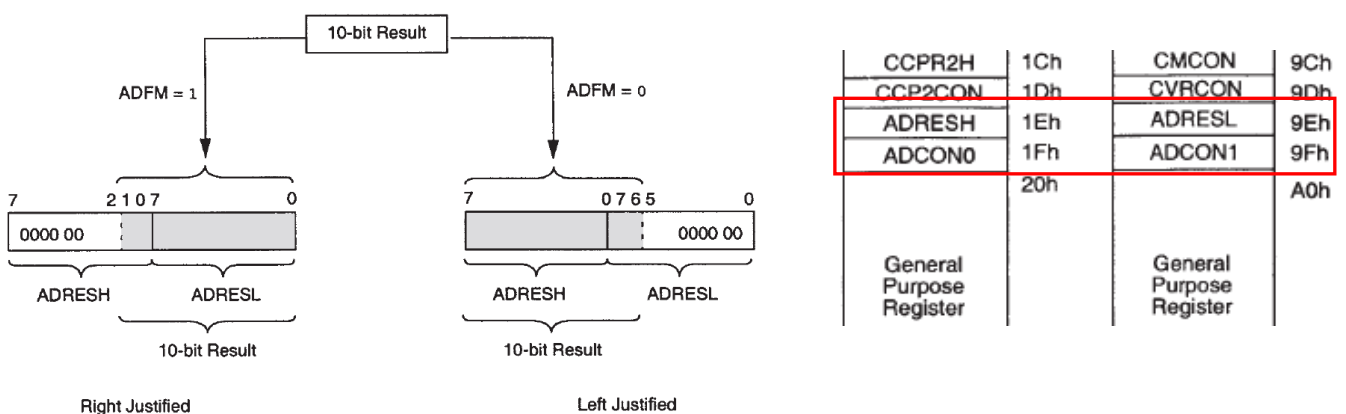 10-bit Result
ADFM = 1
ADFM = 0
7 2 1 0 7 0
0000 00
ADRESH ADRESL
10-bit Result
Right Justified
7 0 7 6 5 0
0000 00
ADRESH ADRESL
10-bit Result
Left Justified
CCPR2H 1Ch CMCON 9Ch
CCP2CON 1Dh CVRCON 9Dh
ADRESH 1Eh ADRESL 9Eh
ADCON0 1Fh ADCON1 9Fh
20h A0h
General General
Purpose Purpose
Register Register